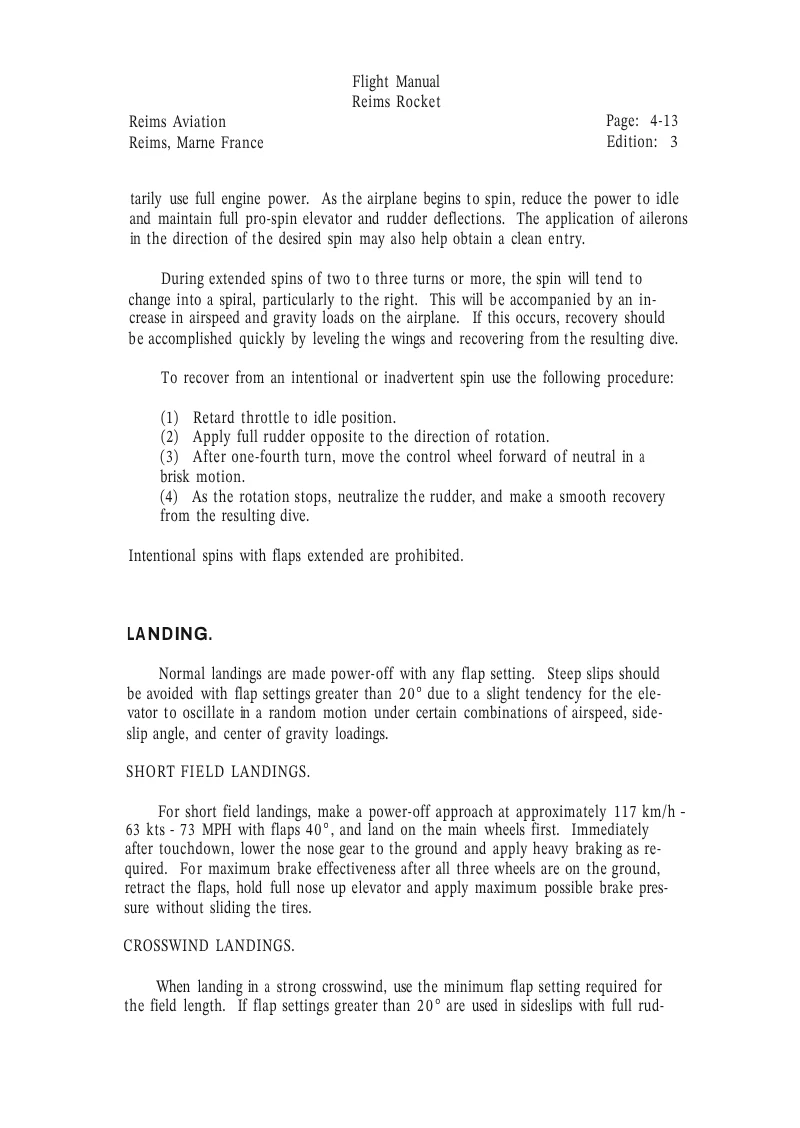 Flight Manual
Reims Rocket
Reims Aviation
Page: 4-13
Reims, Marne France
Edition: 3
tarily use full engine power. As the airplane begins to spin, reduce the power to idle
and maintain full pro-spin elevator and rudder deflections. The application of ailerons
in the direction of the desired spin may also help obtain a clean entry.
During extended spins of two to three turns or more, the spin will tend to
change into a spiral, particularly to the right. This will be accompanied by an in-
crease in airspeed and gravity loads on the airplane. If this occurs, recovery should
be accomplished quickly by leveling the wings and recovering from the resulting dive.
To recover from an intentional or inadvertent spin use the following procedure:
(1) Retard throttle to idle position.
(2) Apply full rudder opposite to the direction of rotation.
(3) After one-fourth turn, move the control wheel forward of neutral in a
brisk motion.
(4) As the rotation stops, neutralize the rudder, and make a smooth recovery
from the resulting dive.
Intentional spins with flaps extended are prohibited.
LANDING.
Normal landings are made power-off with any flap setting. Steep slips should
be avoided with flap settings greater than 20° due to a slight tendency for the ele-
vator to oscillate in a random motion under certain combinations of airspeed, side-
slip angle, and center of gravity loadings.
SHORT FIELD LANDINGS.
For short field landings, make a power-off approach at approximately 117 km/h -
63 kts - 73 MPH with flaps 40°, and land on the main wheels first. Immediately
after touchdown, lower the nose gear to the ground and apply heavy braking as re-
quired. For maximum brake effectiveness after all three wheels are on the ground,
retract the flaps, hold full nose up elevator and apply maximum possible brake pres-
sure without sliding the tires.
CROSSWIND LANDINGS.
When landing in a strong crosswind, use the minimum flap setting required for
the field length. If flap settings greater than 20° are used in sideslips with full rud-